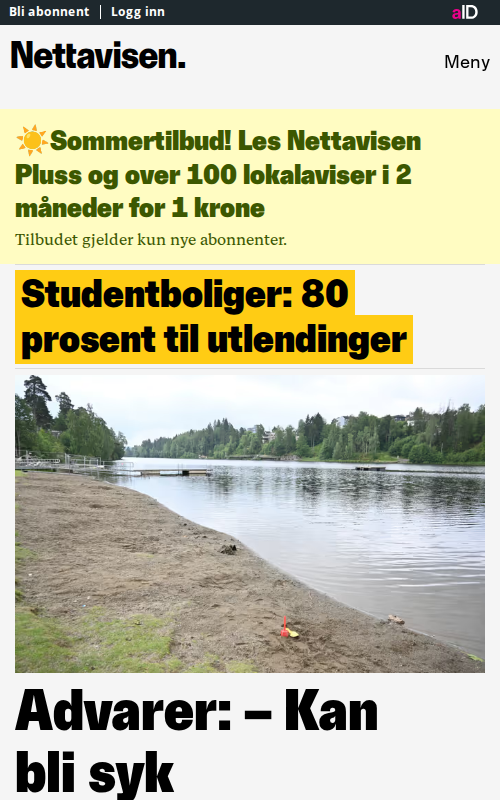 Bli abonnent
Logg inn
aID
Nettavisen.
Meny
Sommertilbud! Les Nettavisen
Pluss og over 100 lokalaviser i 2
måneder for 1 krone
Tilbudet gjelder kun nye abonnenter.
Studentboliger: 80
prosent til utlendinger
Advarer: – Kan
bli syk